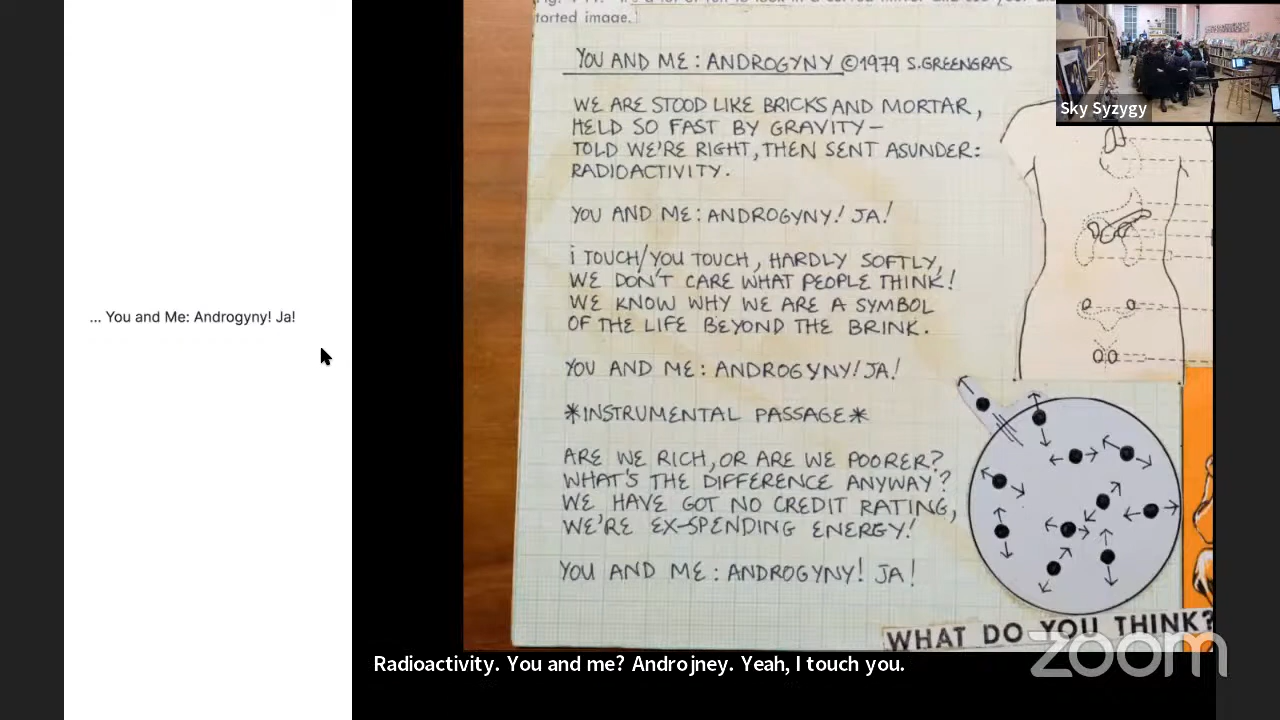 torted image.
YOU AND ME: ANDROGYNY ©1979 S.GREENGRAS
WE ARE STOOD LIKE BRICKS AND MORTAR,
HELD SO FAST BY GRAVITY—
TOLD WE'RE RIGHT, THEN SENT ASUNDER:
RADIOACTIVITY.
YOU AND ME: ANDROGYNY! JA!
I TOUCH/YOU TOUCH, HARDLY SOFTLY,
WE DON'T CARE WHAT PEOPLE THINK!
WE KNOW WHY WE ARE A SYMBOL
OF THE LIFE BEYOND THE BRINK.
YOU AND ME: ANDROGYNY! JA!
*INSTRUMENTAL PASSAGE*
ARE WE RICH, OR ARE WE POORER?
WHAT'S THE DIFFERENCE ANYWAY?
WE HAVE GOT NO CREDIT RATING,
WE'RE EX-SPENDING ENERGY!
YOU AND ME: ANDROGYNY! JA!
WHAT DO YOU THINK?
... You and Me: Androgyny! Ja!
Sky Syzygy
Radioactivity. You and me? Androjney. Yeah, I touch you.
zoom